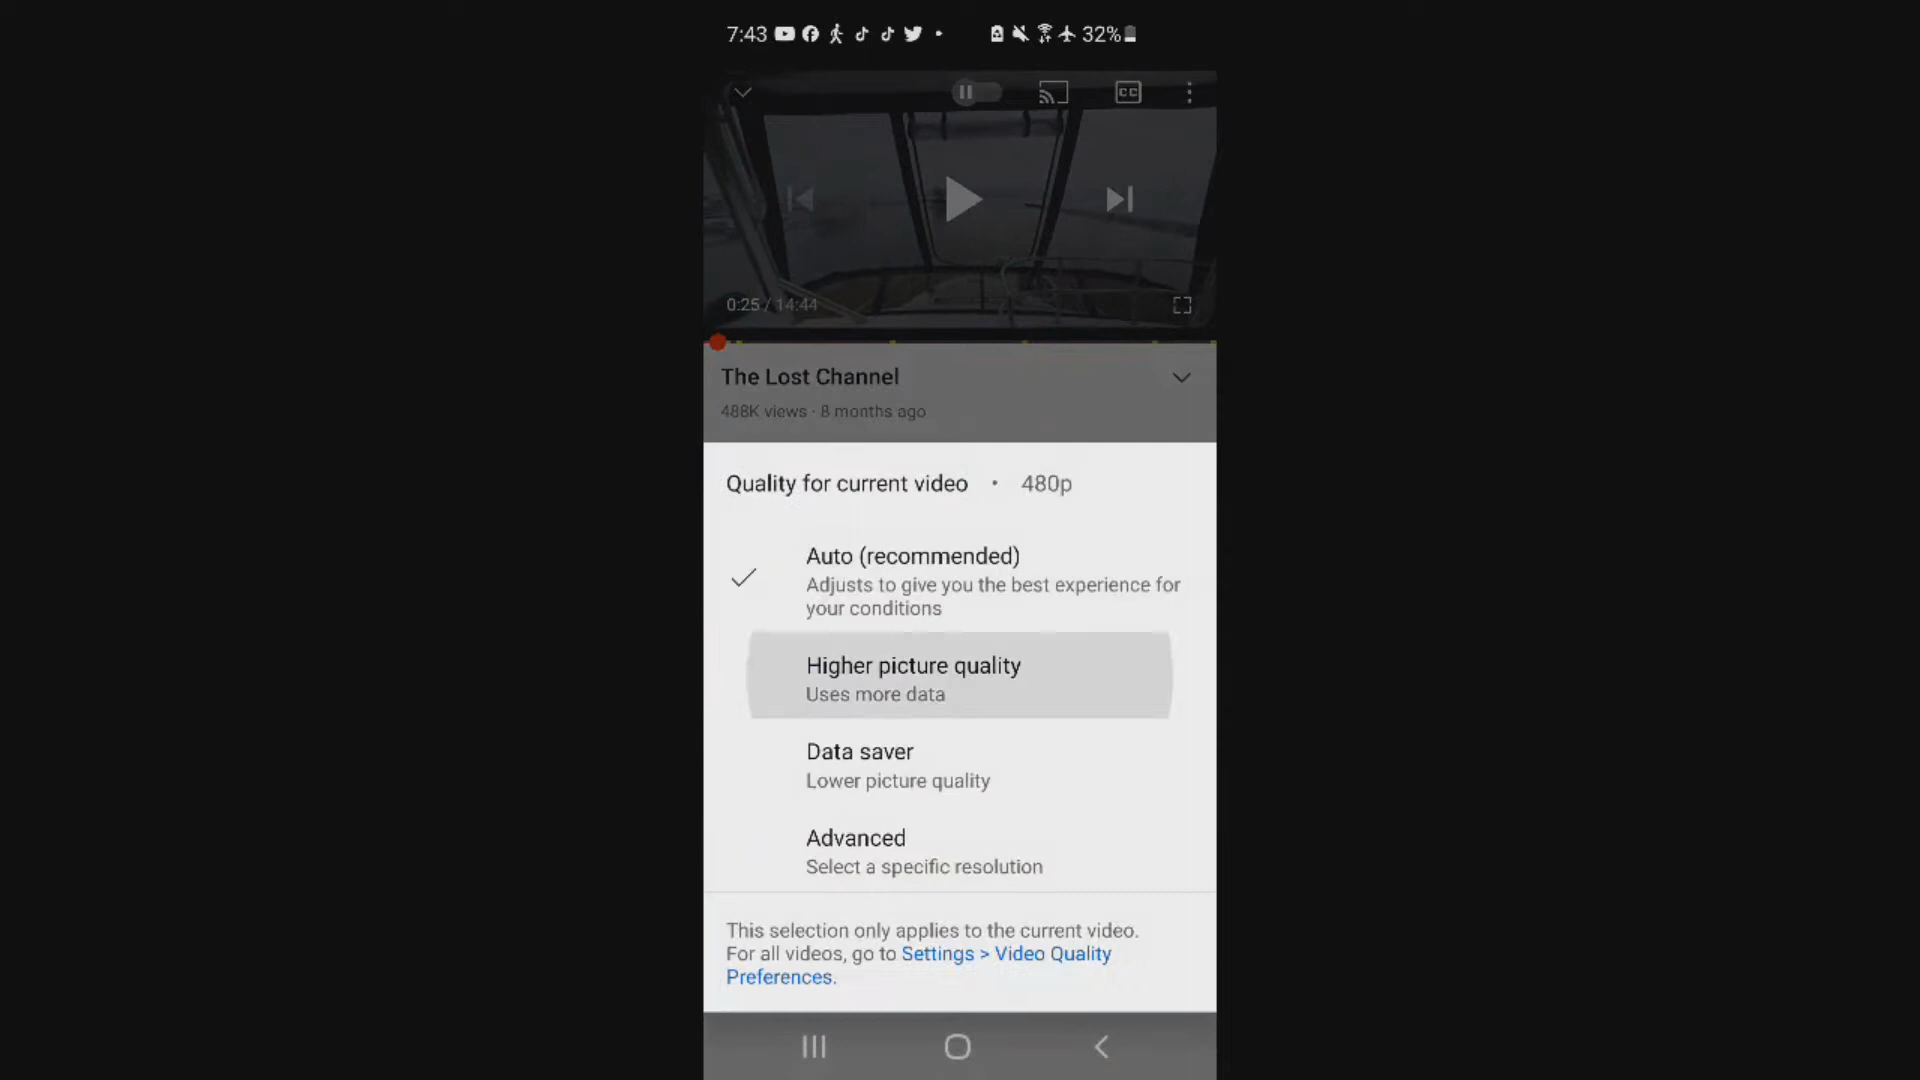 7:43 32%
CC
0:25 / 14:44
The Lost Channel
488K views · 8 months ago
Quality for current video • 480p
Auto (recommended)
Adjusts to give you the best experience for
your conditions
Higher picture quality
Uses more data
Data saver
Lower picture quality
Advanced
Select a specific resolution
This selection only applies to the current video.
For all videos, go to Settings > Video Quality
Preferences.